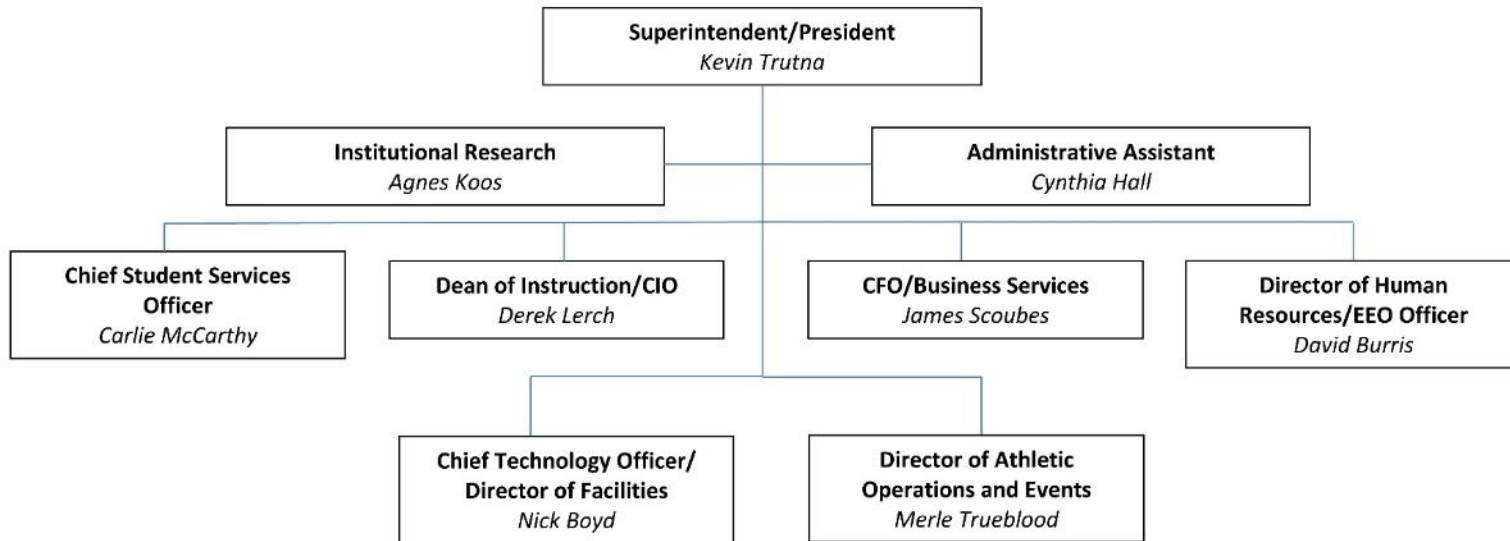 Superintendent/President
Kevin Trutna
Institutional Research
Agnes Koos
Administrative Assistant
Cynthia Hall
Chief Student Services
Officer
Carlie McCarthy
Dean of Instruction/CIO
Derek Lerch
CFO/Business Services
James Scoubes
Director of Human
Resources/EEO Officer
David Burris
Chief Technology Officer/
Director of Facilities
Nick Boyd
Director of Athletic
Operations and Events
Merle Trueblood